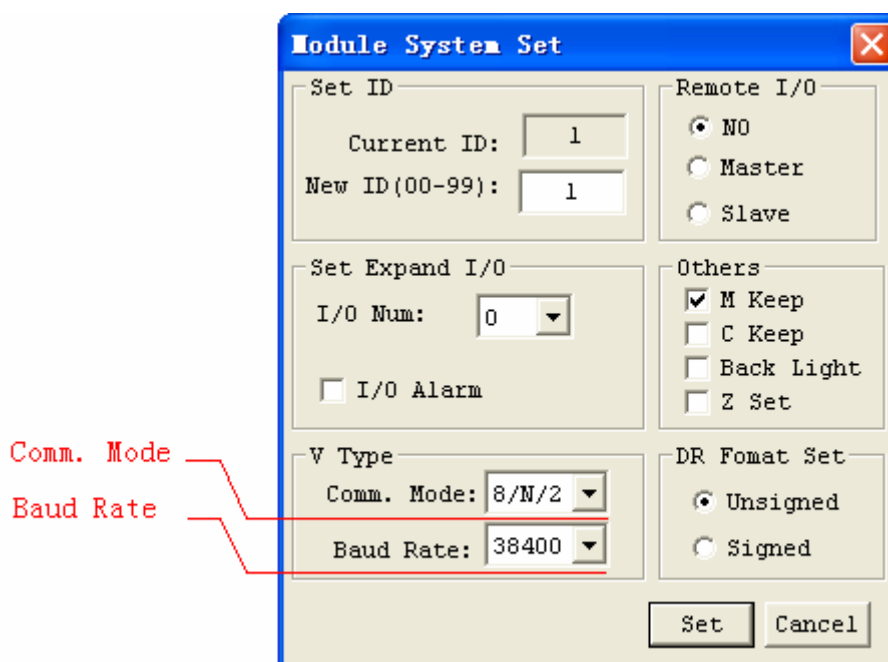 Module System Set
Set ID
Current ID: 1
New ID(00-99): 1
Remote I/O
NO
Master
Slave
Set Expand I/O
I/O Num: 0
I/O Alarm
Others
M Keep
C Keep
Back Light
Z Set
Comm. Mode
Baud Rate
V Type
Comm. Mode: 8/N/2
Baud Rate: 38400
DR Fomat Set
Unsigned
Signed
Set Cancel